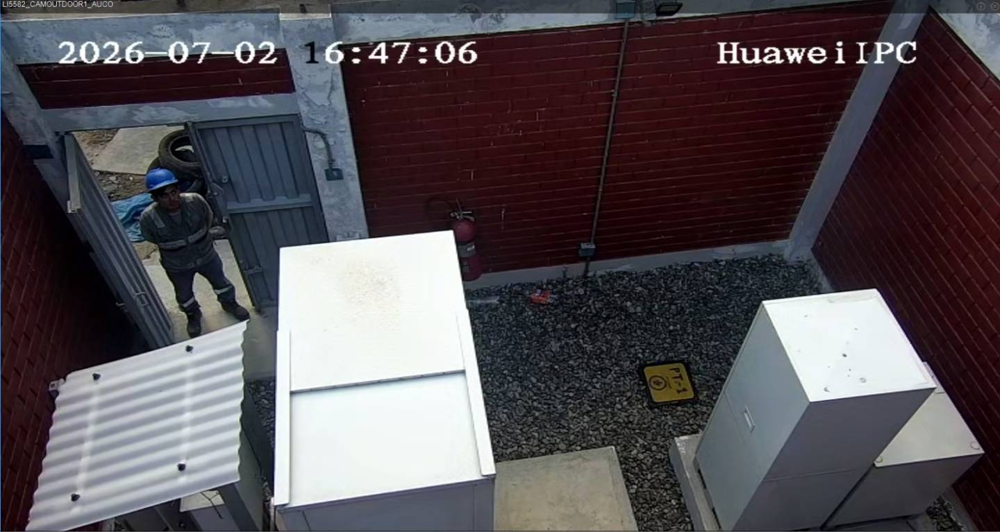 LI5582_CAMOUTDOOR1_AUCO
2026-07-02 16:47:06
HuaweiIPC
PT-1